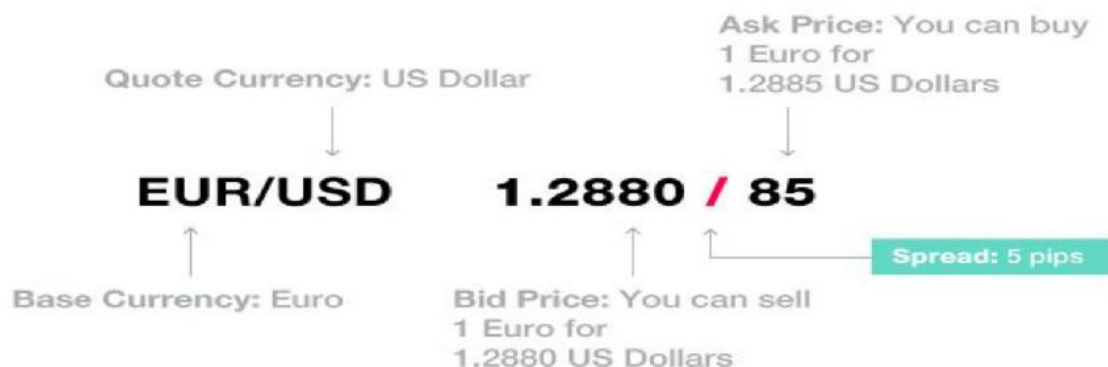 Ask Price: You can buy
1 Euro for
1.2885 US Dollars
Quote Currency: US Dollar
EUR/USD 1.2880 / 85
Spread: 5 pips
Base Currency: Euro
Bid Price: You can sell
1 Euro for
1.2880 US Dollars